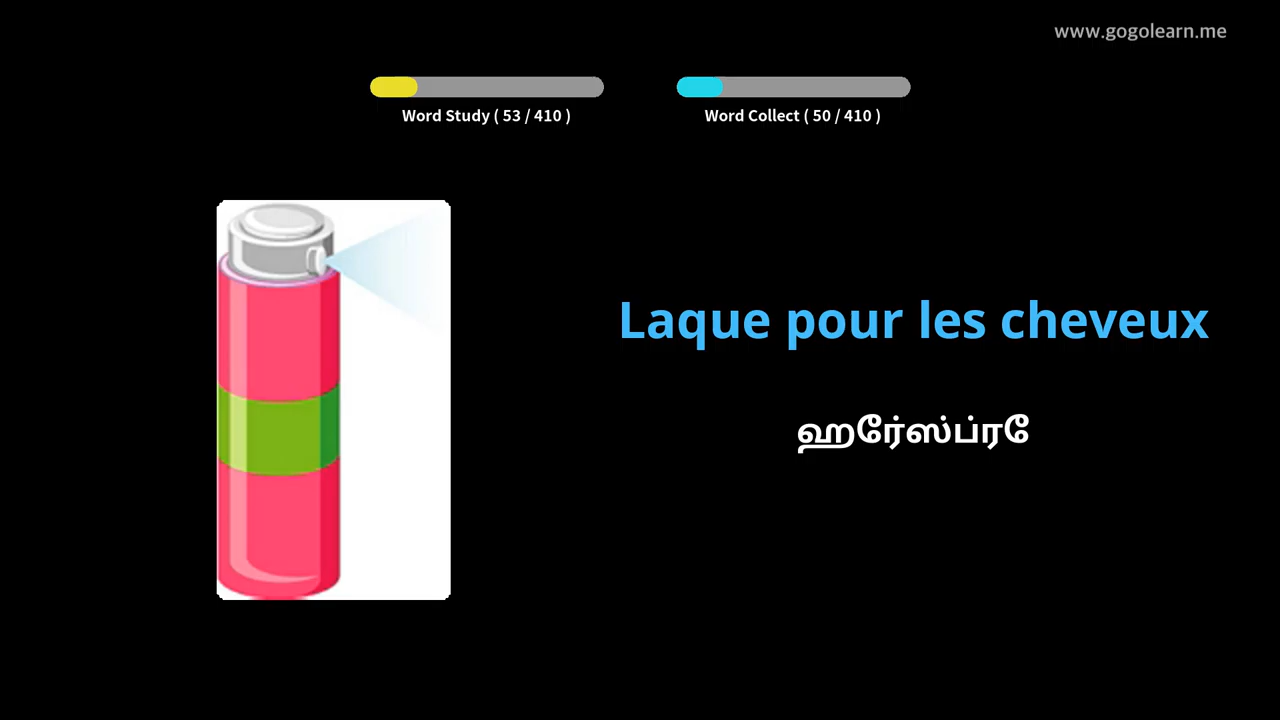 www.gogolearn.me
Word Study ( 53 / 410 )
Word Collect ( 50 / 410 )
Laque pour les cheveux
ஹேர்ஸ்ப்ரே